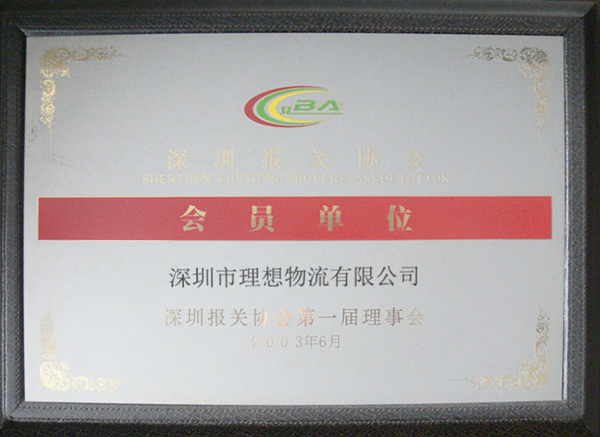 BA
深圳报关协会
SHENZHEN CUSTOMS BROKERS ASSOCIATION
会员单位
深圳市理想物流有限公司
深圳报关协会第一届理事会
2003年6月